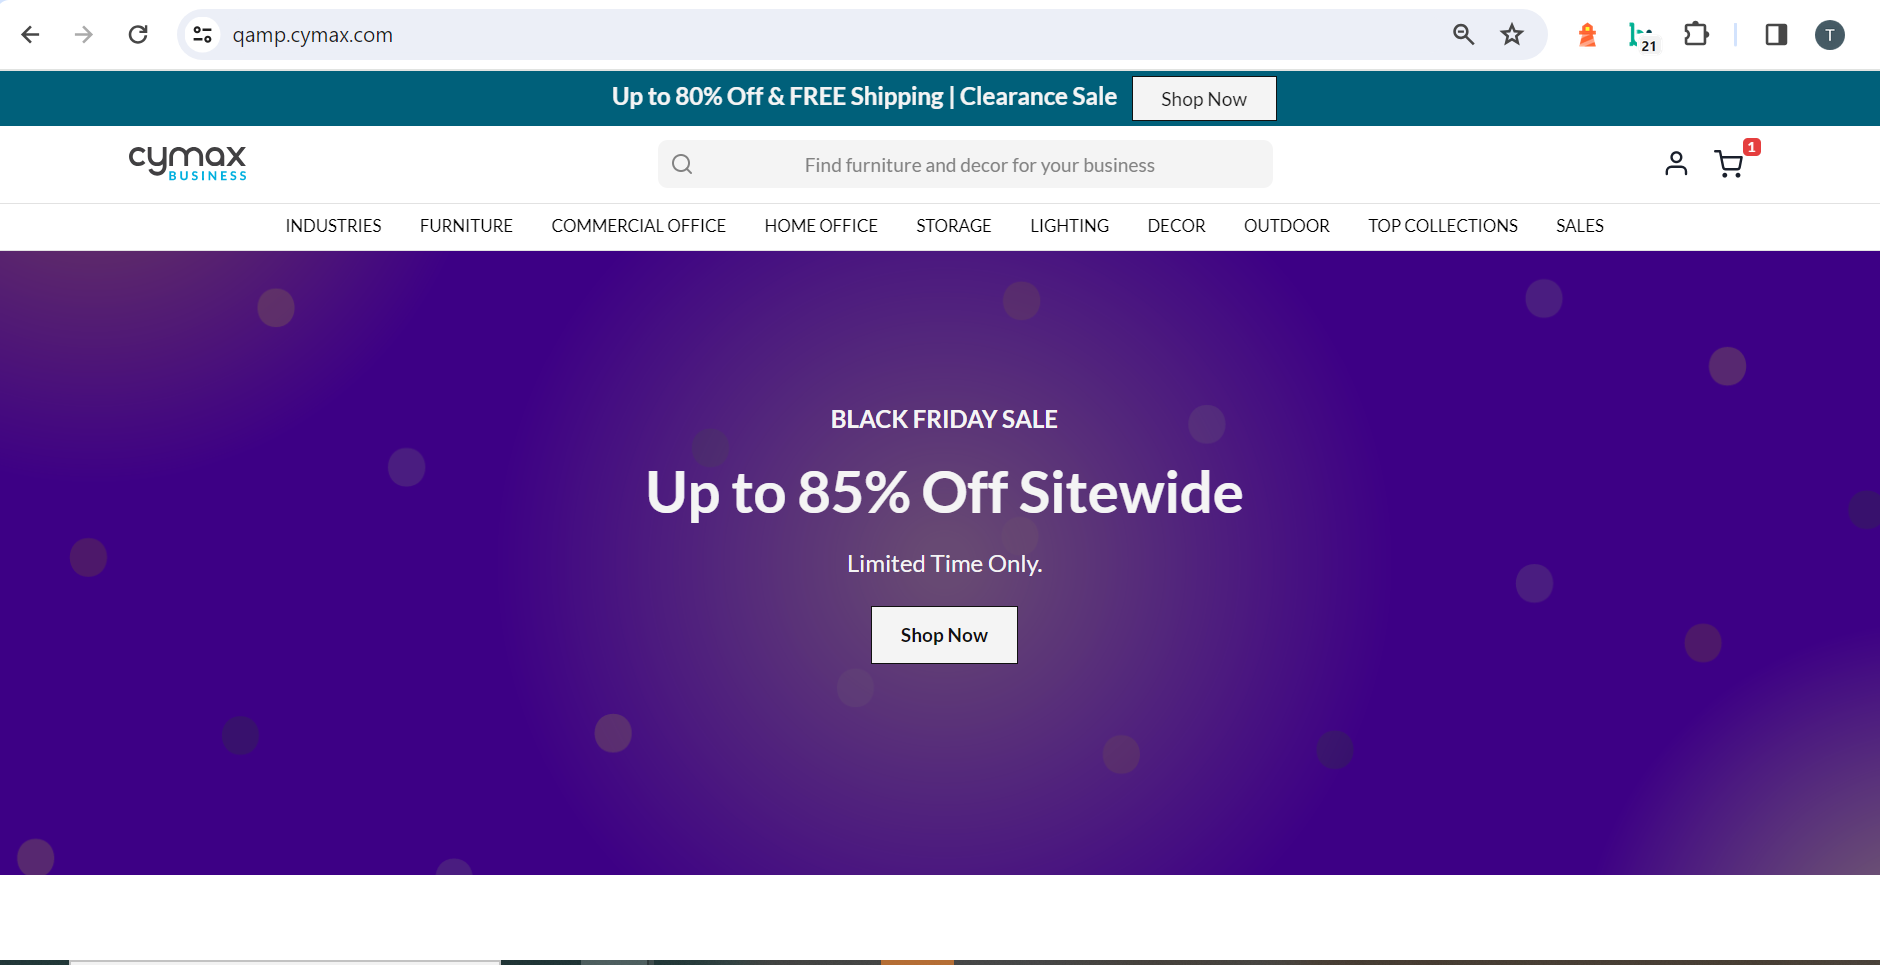 qamp.cymax.com
21
T
Up to 80% Off & FREE Shipping | Clearance Sale Shop Now
cymax
BUSINESS
Find furniture and decor for your business
1
INDUSTRIES FURNITURE COMMERCIAL OFFICE HOME OFFICE STORAGE LIGHTING DECOR OUTDOOR TOP COLLECTIONS SALES
BLACK FRIDAY SALE
Up to 85% Off Sitewide
Limited Time Only.
Shop Now